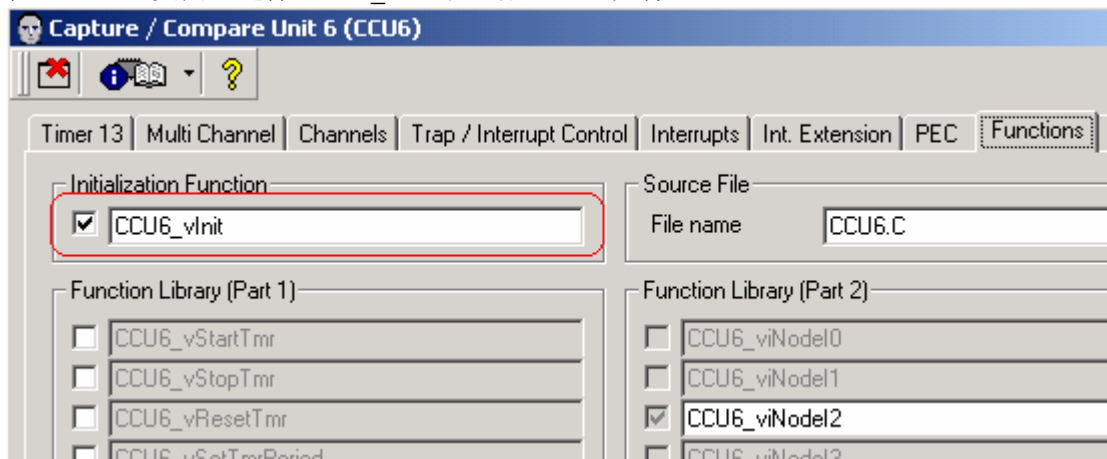 Capture / Compare Unit 6 (CCU6)
Timer 13 Multi Channel Channels Trap / Interrupt Control Interrupts Int. Extension PEC Functions
Initialization Function
CCU6_vInit
Source File
File name CCU6.C
Function Library (Part 1)
CCU6_vStartTmr
CCU6_vStopTmr
CCU6_vResetTmr
CCU6_vSetTmrPeriod
Function Library (Part 2)
CCU6_viNodeI0
CCU6_viNodeI1
CCU6_viNodeI2
CCU6_viNodeI3